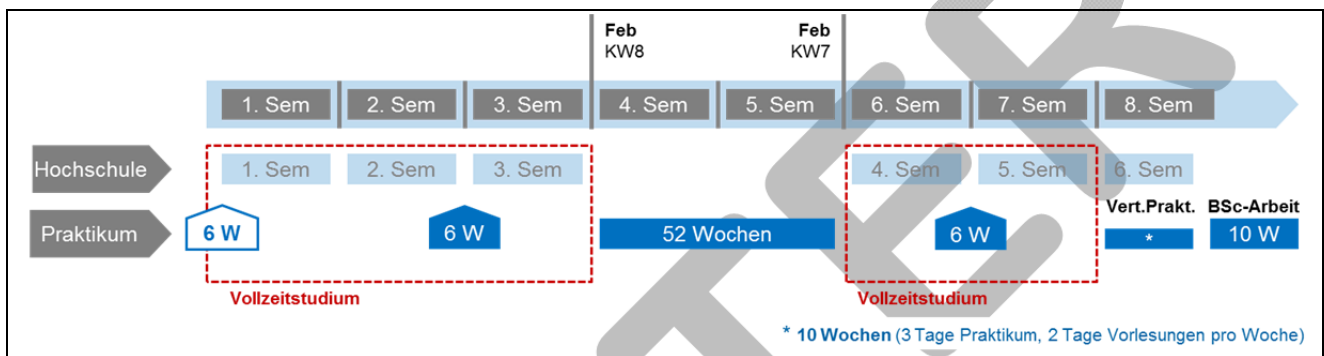 Feb
KW8
Feb
KW7
1. Sem
2. Sem
3. Sem
4. Sem
5. Sem
6. Sem
7. Sem
8. Sem
Hochschule
1. Sem
2. Sem
3. Sem
4. Sem
5. Sem
6. Sem
Praktikum
6 W
6 W
52 Wochen
6 W
Vert.Prakt.
*
BSc-Arbeit
10 W
Vollzeitstudium
Vollzeitstudium
* 10 Wochen (3 Tage Praktikum, 2 Tage Vorlesungen pro Woche)